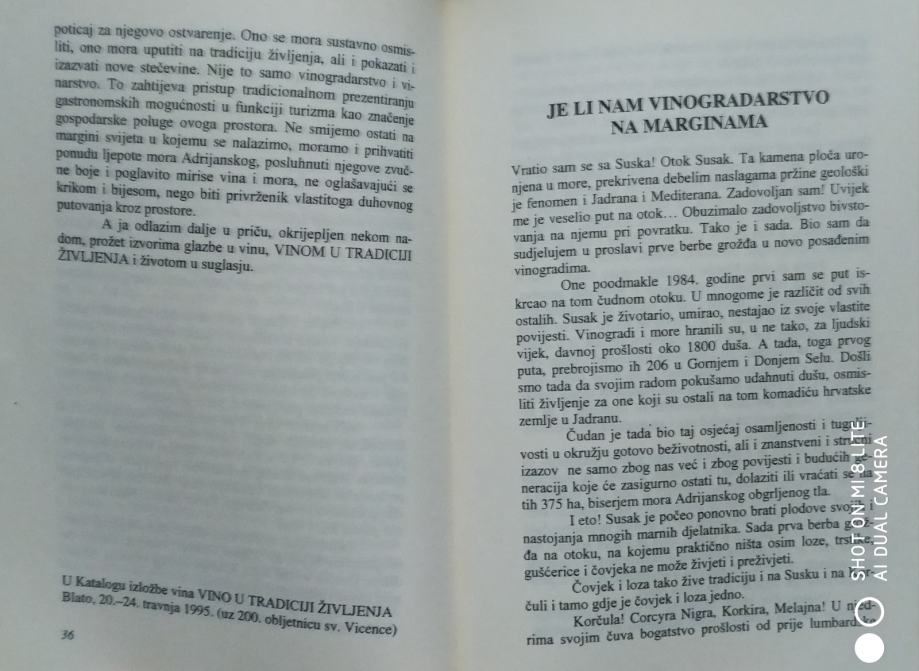 poticaj za njegovo ostvarenje. Ono se mora sustavno osmis-
liti, ono mora uputiti na tradiciju življenja, ali i pokazati i
izazvati nove stečevine. Nije to samo vinogradarstvo i vi-
narstvo. To zahtijeva pristup tradicionalnom prezentiranju
gastronomskih mogućnosti u funkciji turizma kao značenje
gospodarske poluge ovoga prostora. Ne smijemo ostati na
margini svijeta u kojemu se nalazimo, moramo i prihvatiti
ponudu ljepote mora Adrijanskog, posluhnuti njegove zvuč-
ne boje i poglavito mirise vina i mora, ne oglašavajući se
krikom i bijesom, nego biti privrženik vlastitoga duhovnog
putovanja kroz prostore.
A ja odlazim dalje u priču, okrijepljen nekom na-
dom, prožet izvorima glazbe u vinu, VINOM U TRADICIJI
ŽIVLJENJA i životom u suglasju.
U Katalogu izložbe vina VINO U TRADICIJI ŽIVLJENJA
Blato, 20.–24. travnja 1995. (uz 200. obljetnicu sv. Vicence)
36
JE LI NAM VINOGRADARSTVO
NA MARGINAMA
Vratio sam se sa Suska! Otok Susak. Ta kamena ploča uro-
njena u more, prekrivena debelim naslagama pržine geološki
je fenomen i Jadrana i Mediterana. Zadovoljan sam! Uvijek
me je veselio put na otok... Obuzimalo zadovoljstvo bivsto-
vanja na njemu pri povratku. Tako je i sada. Bio sam da
sudjelujem u proslavi prve berbe grožđa u novo posađenim
vinogradima.
One poodmakle 1984. godine prvi sam se put is-
krcao na tom čudnom otoku. U mnogome je različit od svih
ostalih. Susak je životario, umirao, nestajao iz svoje vlastite
povijesti. Vinogradi i more hranili su, u ne tako, za ljudski
vijek, davnoj prošlosti oko 1800 duša. A tada, toga prvog
puta, prebrojismo ih 206 u Gornjem i Donjem Selu. Došli
smo tada da svojim radom pokušamo udahnuti dušu, osmis-
liti življenje za one koji su ostali na tom komadiću hrvatske
zemlje u Jadranu.
Čudan je tada bio taj osjećaj osamljenosti i tugalji-
vosti u okružju gotovo beživotnosti, ali i znanstveni i stručni
izazov ne samo zbog nas već i zbog povijesti i budućih ge-
neracija koje će zasigurno ostati tu, dolaziti ili vraćati se na
tih 375 ha, biserjem mora Adrijanskog obgrljenog tla.
I eto! Susak je počeo ponovno brati plodove svojih i
nastojanja mnogih marnih djelatnika. Sada prva berba grož-
đa na otoku, na kojemu praktično ništa osim loze, trstike,
gušćerice i čovjeka ne može živjeti i preživjeti.
Čovjek i loza tako žive tradiciju i na Susku i na Kor-
čuli i tamo gdje je čovjek i loza jedno.
Korčula! Corcyra Nigra, Korkira, Melajna! U njed-
rima svojim čuva bogatstvo prošlosti od prije lumbardske
SHOT ON MI 8 LITE
AI DUAL CAMERA